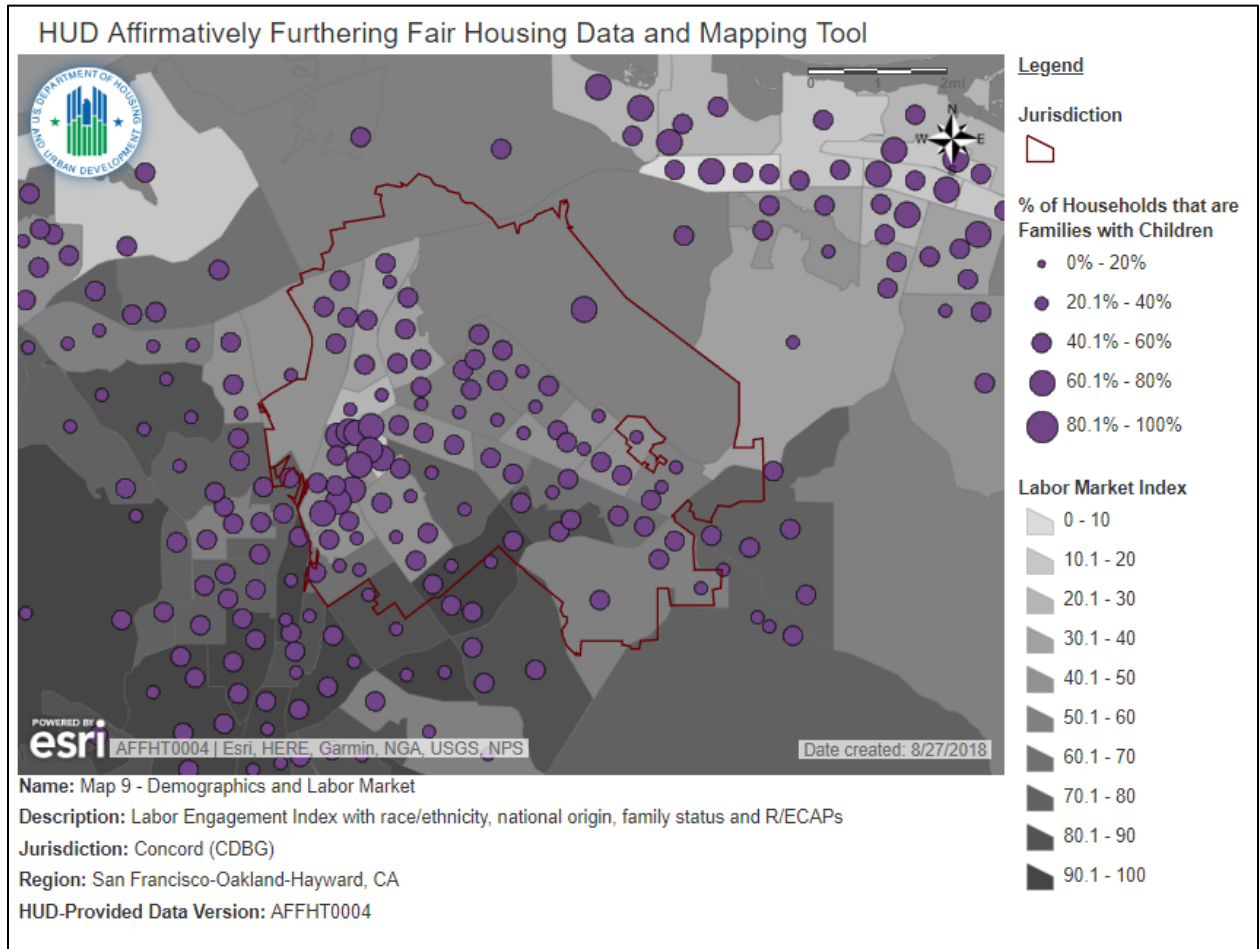 HUD Affirmatively Furthering Fair Housing Data and Mapping Tool
U.S. DEPARTMENT OF HOUSING
AND URBAN DEVELOPMENT
0 1 2mi
N
W E
POWERED BY
esri
AFFHT0004 | Esri, HERE, Garmin, NGA, USGS, NPS
Date created: 8/27/2018
Legend
Jurisdiction
% of Households that are
Families with Children
0% - 20%
20.1% - 40%
40.1% - 60%
60.1% - 80%
80.1% - 100%
Labor Market Index
0 - 10
10.1 - 20
20.1 - 30
30.1 - 40
40.1 - 50
50.1 - 60
60.1 - 70
70.1 - 80
80.1 - 90
90.1 - 100
Name: Map 9 - Demographics and Labor Market
Description: Labor Engagement Index with race/ethnicity, national origin, family status and R/ECAPs
Jurisdiction: Concord (CDBG)
Region: San Francisco-Oakland-Hayward, CA
HUD-Provided Data Version: AFFHT0004